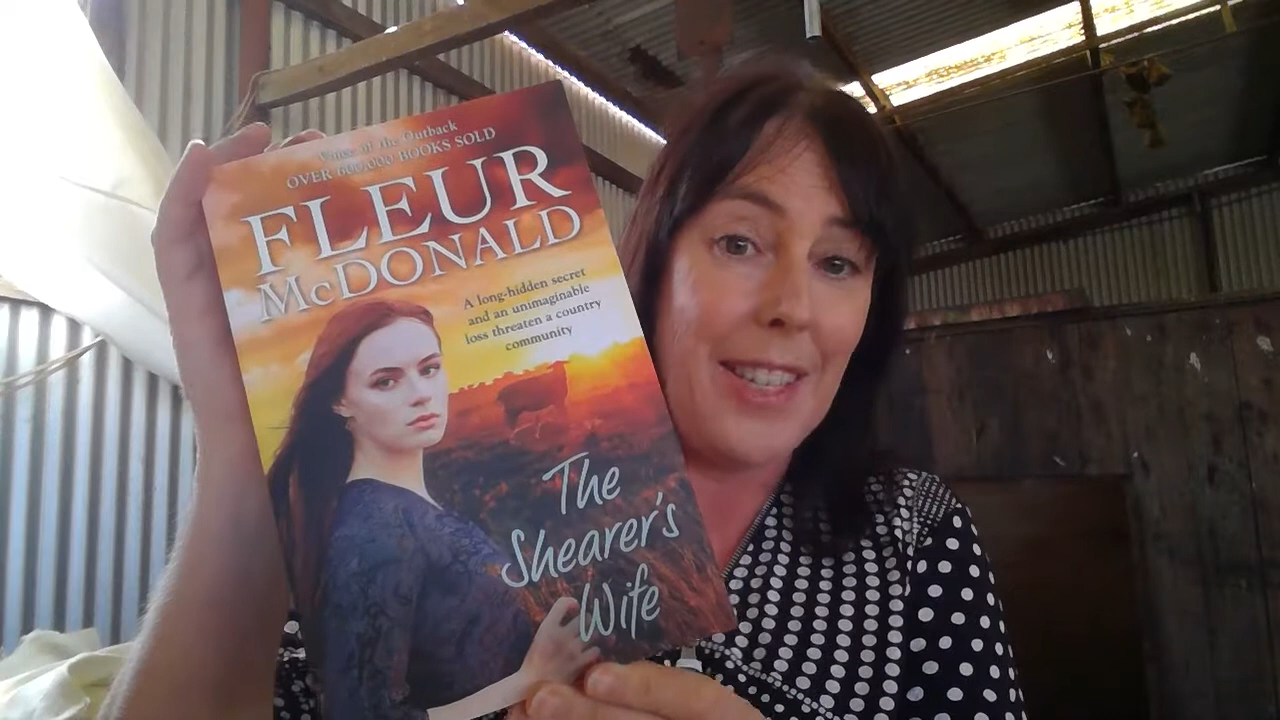 Voice of the Outback
OVER 600,000 BOOKS SOLD
FLEUR
McDONALD
A long-hidden secret
and an unimaginable
loss threaten a country
community
The
Shearer's
Wife